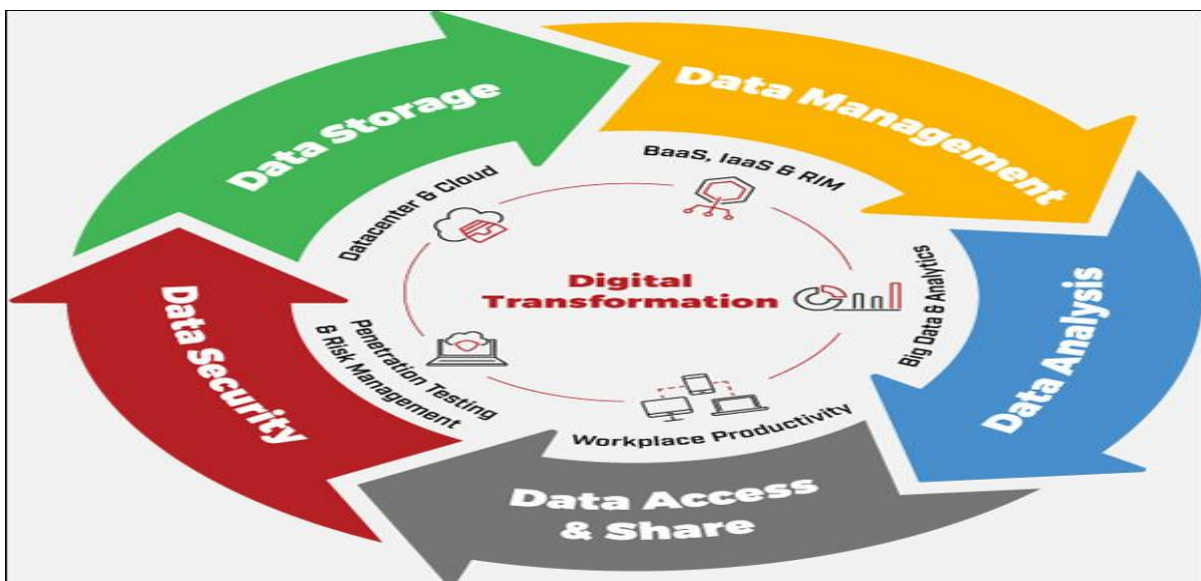 Data Storage
Data Management
Data Analysis
Data Access
& Share
Data Security
Datacenter & Cloud
BaaS, IaaS & RIM
Big Data & Analytics
Workplace Productivity
Penetration Testing
& Risk Management
Digital
Transformation